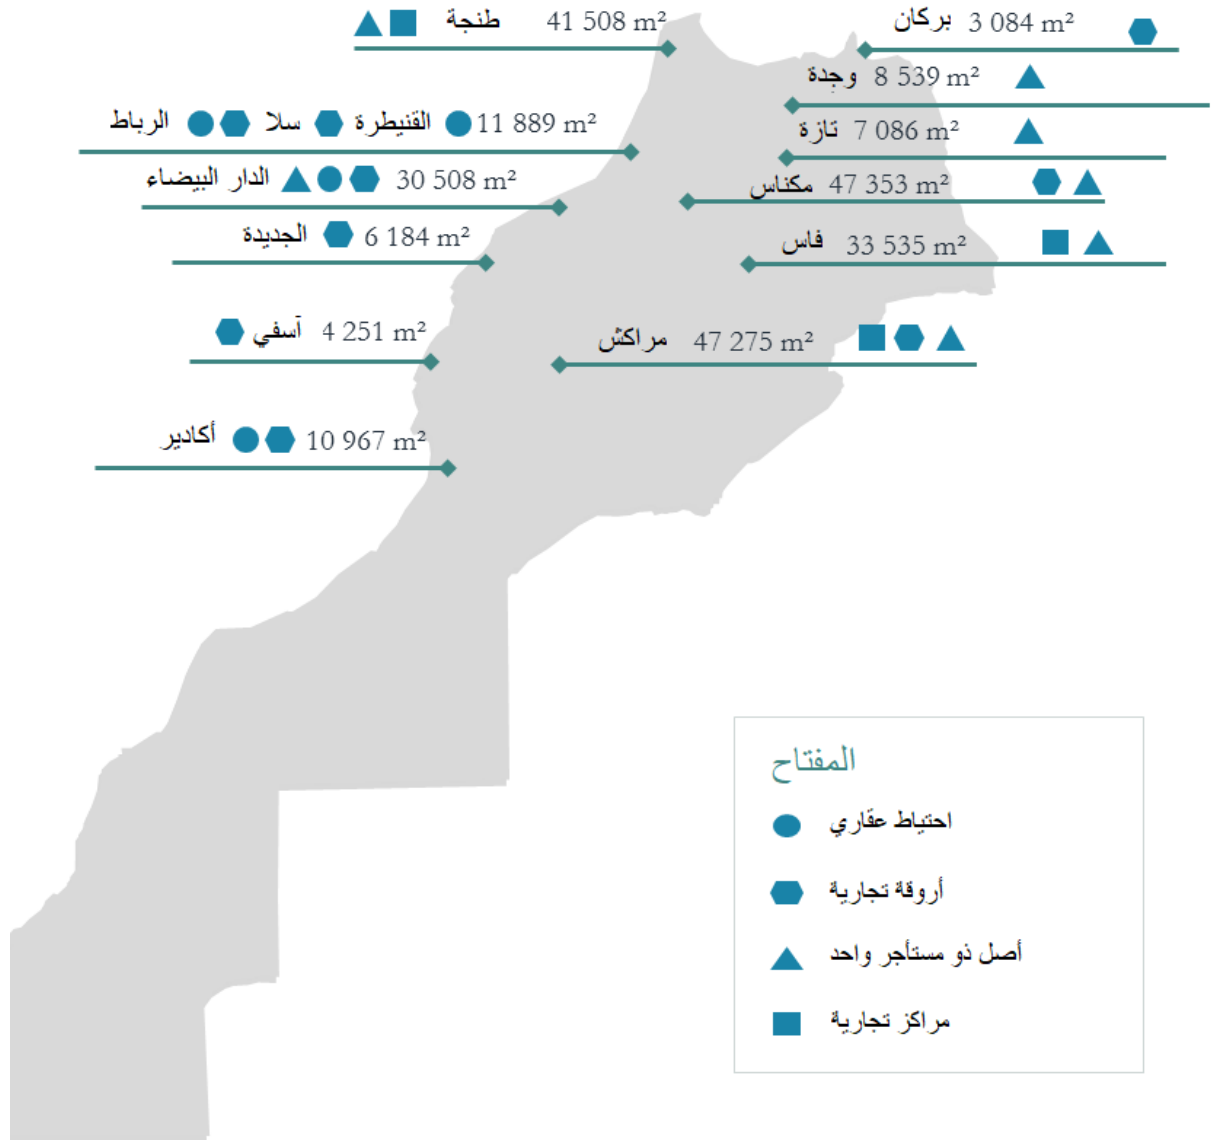 طنجة 41 508 m²
بركان 3 084 m²
وجدة 8 539 m²
الرباط سلا القنيطرة 11 889 m²
تازة 7 086 m²
الدار البيضاء 30 508 m²
مكناس 47 353 m²
الجديدة 6 184 m²
فاس 33 535 m²
آسفي 4 251 m²
مراكش 47 275 m²
أكادير 10 967 m²
المفتاح
احتياط عقاري
أروقة تجارية
أصل ذو مستأجر واحد
مراكز تجارية